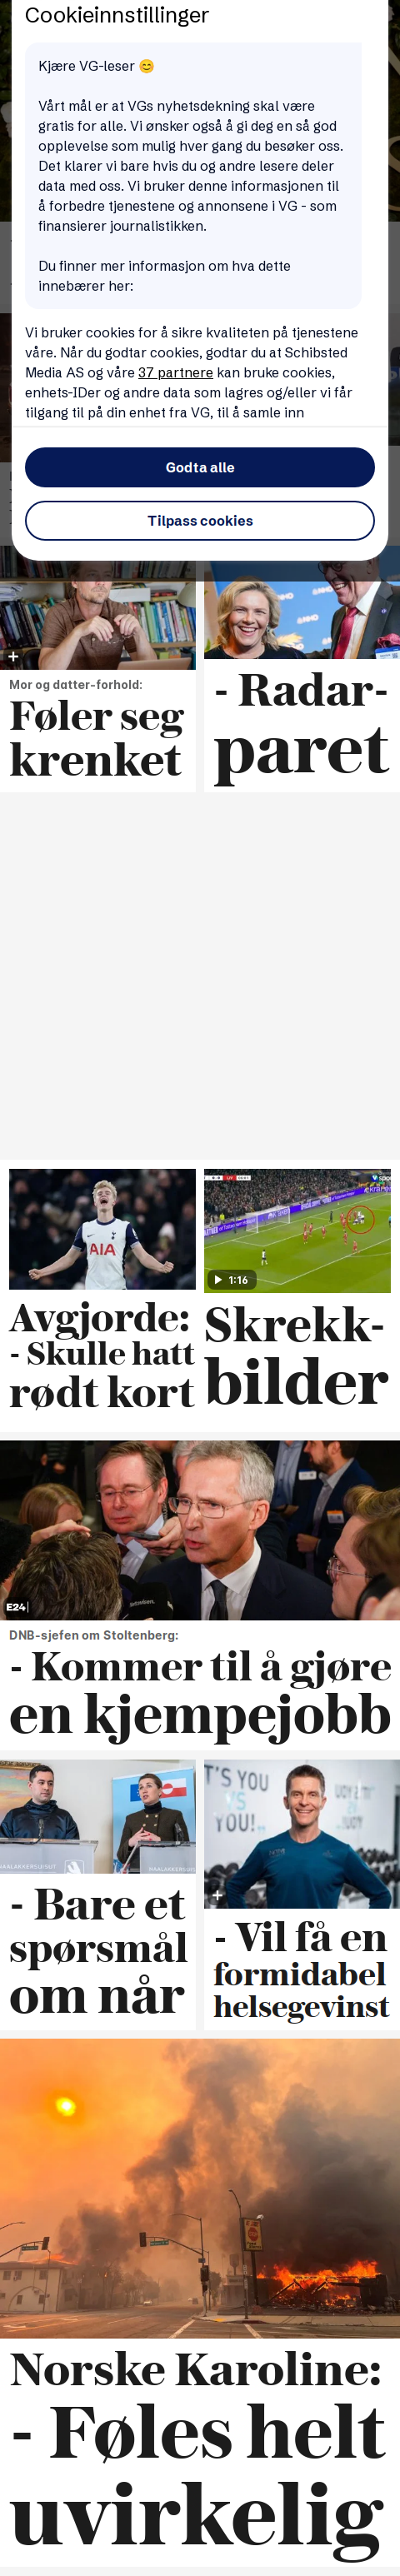 Cookieinnstillinger
Kjære VG-leser 😊
Vårt mål er at VGs nyhetsdekning skal være
gratis for alle. Vi ønsker også å gi deg en så god
opplevelse som mulig hver gang du besøker oss.
Det klarer vi bare hvis du og andre lesere deler
data med oss. Vi bruker denne informasjonen til
å forbedre tjenestene og annonsene i VG - som
finansierer journalistikken.
Du finner mer informasjon om hva dette
innebærer her:
Vi bruker cookies for å sikre kvaliteten på tjenestene
våre. Når du godtar cookies, godtar du at Schibsted
Media AS og våre 37 partnere kan bruke cookies,
enhets-IDer og andre data som lagres og/eller vi får
tilgang til på din enhet fra VG, til å samle inn
Godta alle
Tilpass cookies
Mor og datter-forhold:
Føler seg
krenket
- Radar-
paret
AIA
1:16
Avgjorde:
- Skulle hatt
rødt kort
Skrekk-
bilder
E24
DNB-sjefen om Stoltenberg:
- Kommer til å gjøre
en kjempejobb
- Bare et
spørsmål
om når
T'S YOU
VS
YOU!
- Vil få en
formidabel
helsegevinst
Norske Karoline:
- Føles helt
uvirkelig